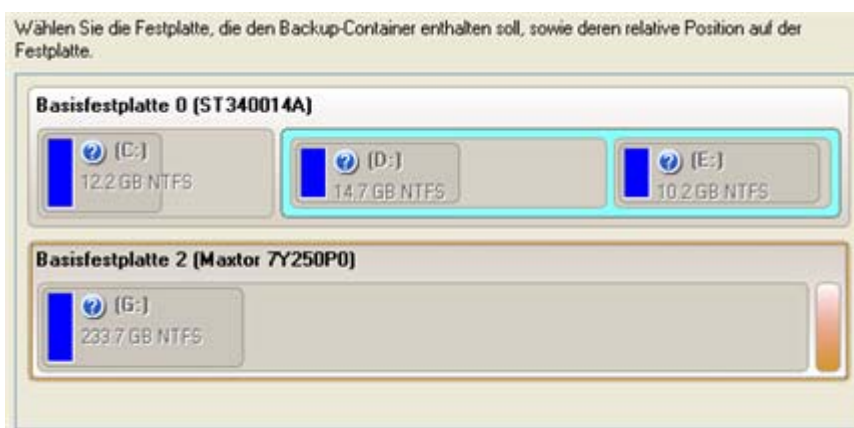 Wählen Sie die Festplatte, die den Backup-Container enthalten soll, sowie deren relative Position auf der
Festplatte.
Basisfestplatte 0 (ST340014A)
? (C:)
12.2 GB NTFS
? (D:)
14.7 GB NTFS
? (E:)
10.2 GB NTFS
Basisfestplatte 2 (Maxtor 7Y250P0)
? (G:)
233.7 GB NTFS